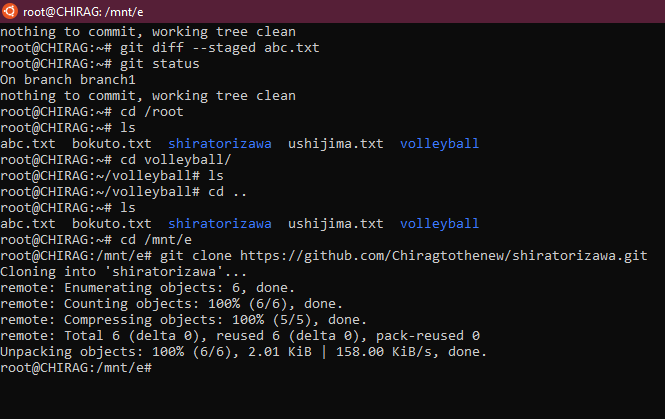 root@CHIRAG: /mnt/e
nothing to commit, working tree clean
root@CHIRAG:~# git diff --staged abc.txt
root@CHIRAG:~# git status
On branch branch1
nothing to commit, working tree clean
root@CHIRAG:~# cd /root
root@CHIRAG:~# ls
abc.txt  bokuto.txt  shiratorizawa  ushijima.txt  volleyball
root@CHIRAG:~# cd volleyball/
root@CHIRAG:~/volleyball# ls
root@CHIRAG:~/volleyball# cd ..
root@CHIRAG:~# ls
abc.txt  bokuto.txt  shiratorizawa  ushijima.txt  volleyball
root@CHIRAG:~# cd /mnt/e
root@CHIRAG:/mnt/e# git clone https://github.com/Chiragtothenew/shiratorizawa.git
Cloning into 'shiratorizawa'...
remote: Enumerating objects: 6, done.
remote: Counting objects: 100% (6/6), done.
remote: Compressing objects: 100% (5/5), done.
remote: Total 6 (delta 0), reused 6 (delta 0), pack-reused 0
Unpacking objects: 100% (6/6), 2.01 KiB | 158.00 KiB/s, done.
root@CHIRAG:/mnt/e#